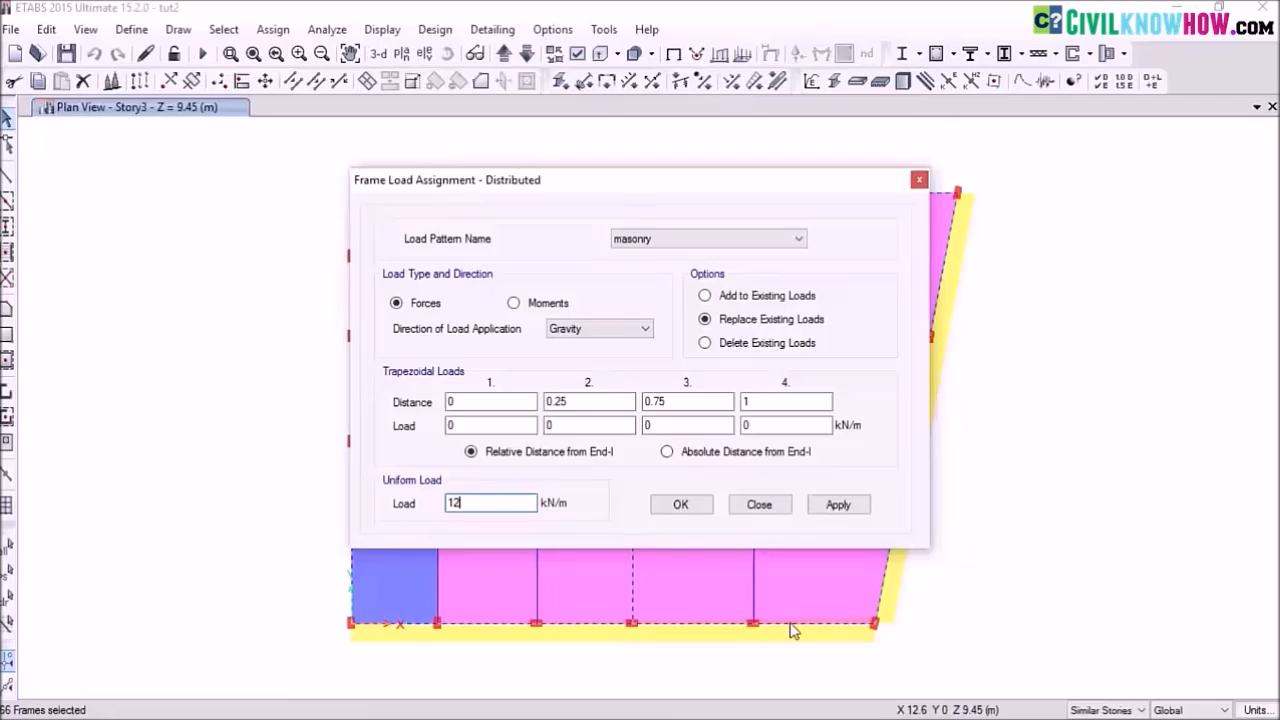 ETABS 2015 Ultimate 15.2.0 - tut2
C? CIVILKNOWHOW.COM
File Edit View Define Draw Select Assign Analyze Display Design Detailing Options Tools Help
3-d
nd
Plan View - Story3 - Z = 9.45 (m)
Frame Load Assignment - Distributed
x
Load Pattern Name masonry
Load Type and Direction
Forces Moments
Direction of Load Application Gravity
Options
Add to Existing Loads
Replace Existing Loads
Delete Existing Loads
Trapezoidal Loads
1. 2. 3. 4.
Distance 0 0.25 0.75 1
Load 0 0 0 0 kN/m
Relative Distance from End-I Absolute Distance from End-I
Uniform Load
Load 12 kN/m
OK Close Apply
X
66 Frames selected
X 12.6 Y 0 Z 9.45 (m)
Similar Stories Global Units...